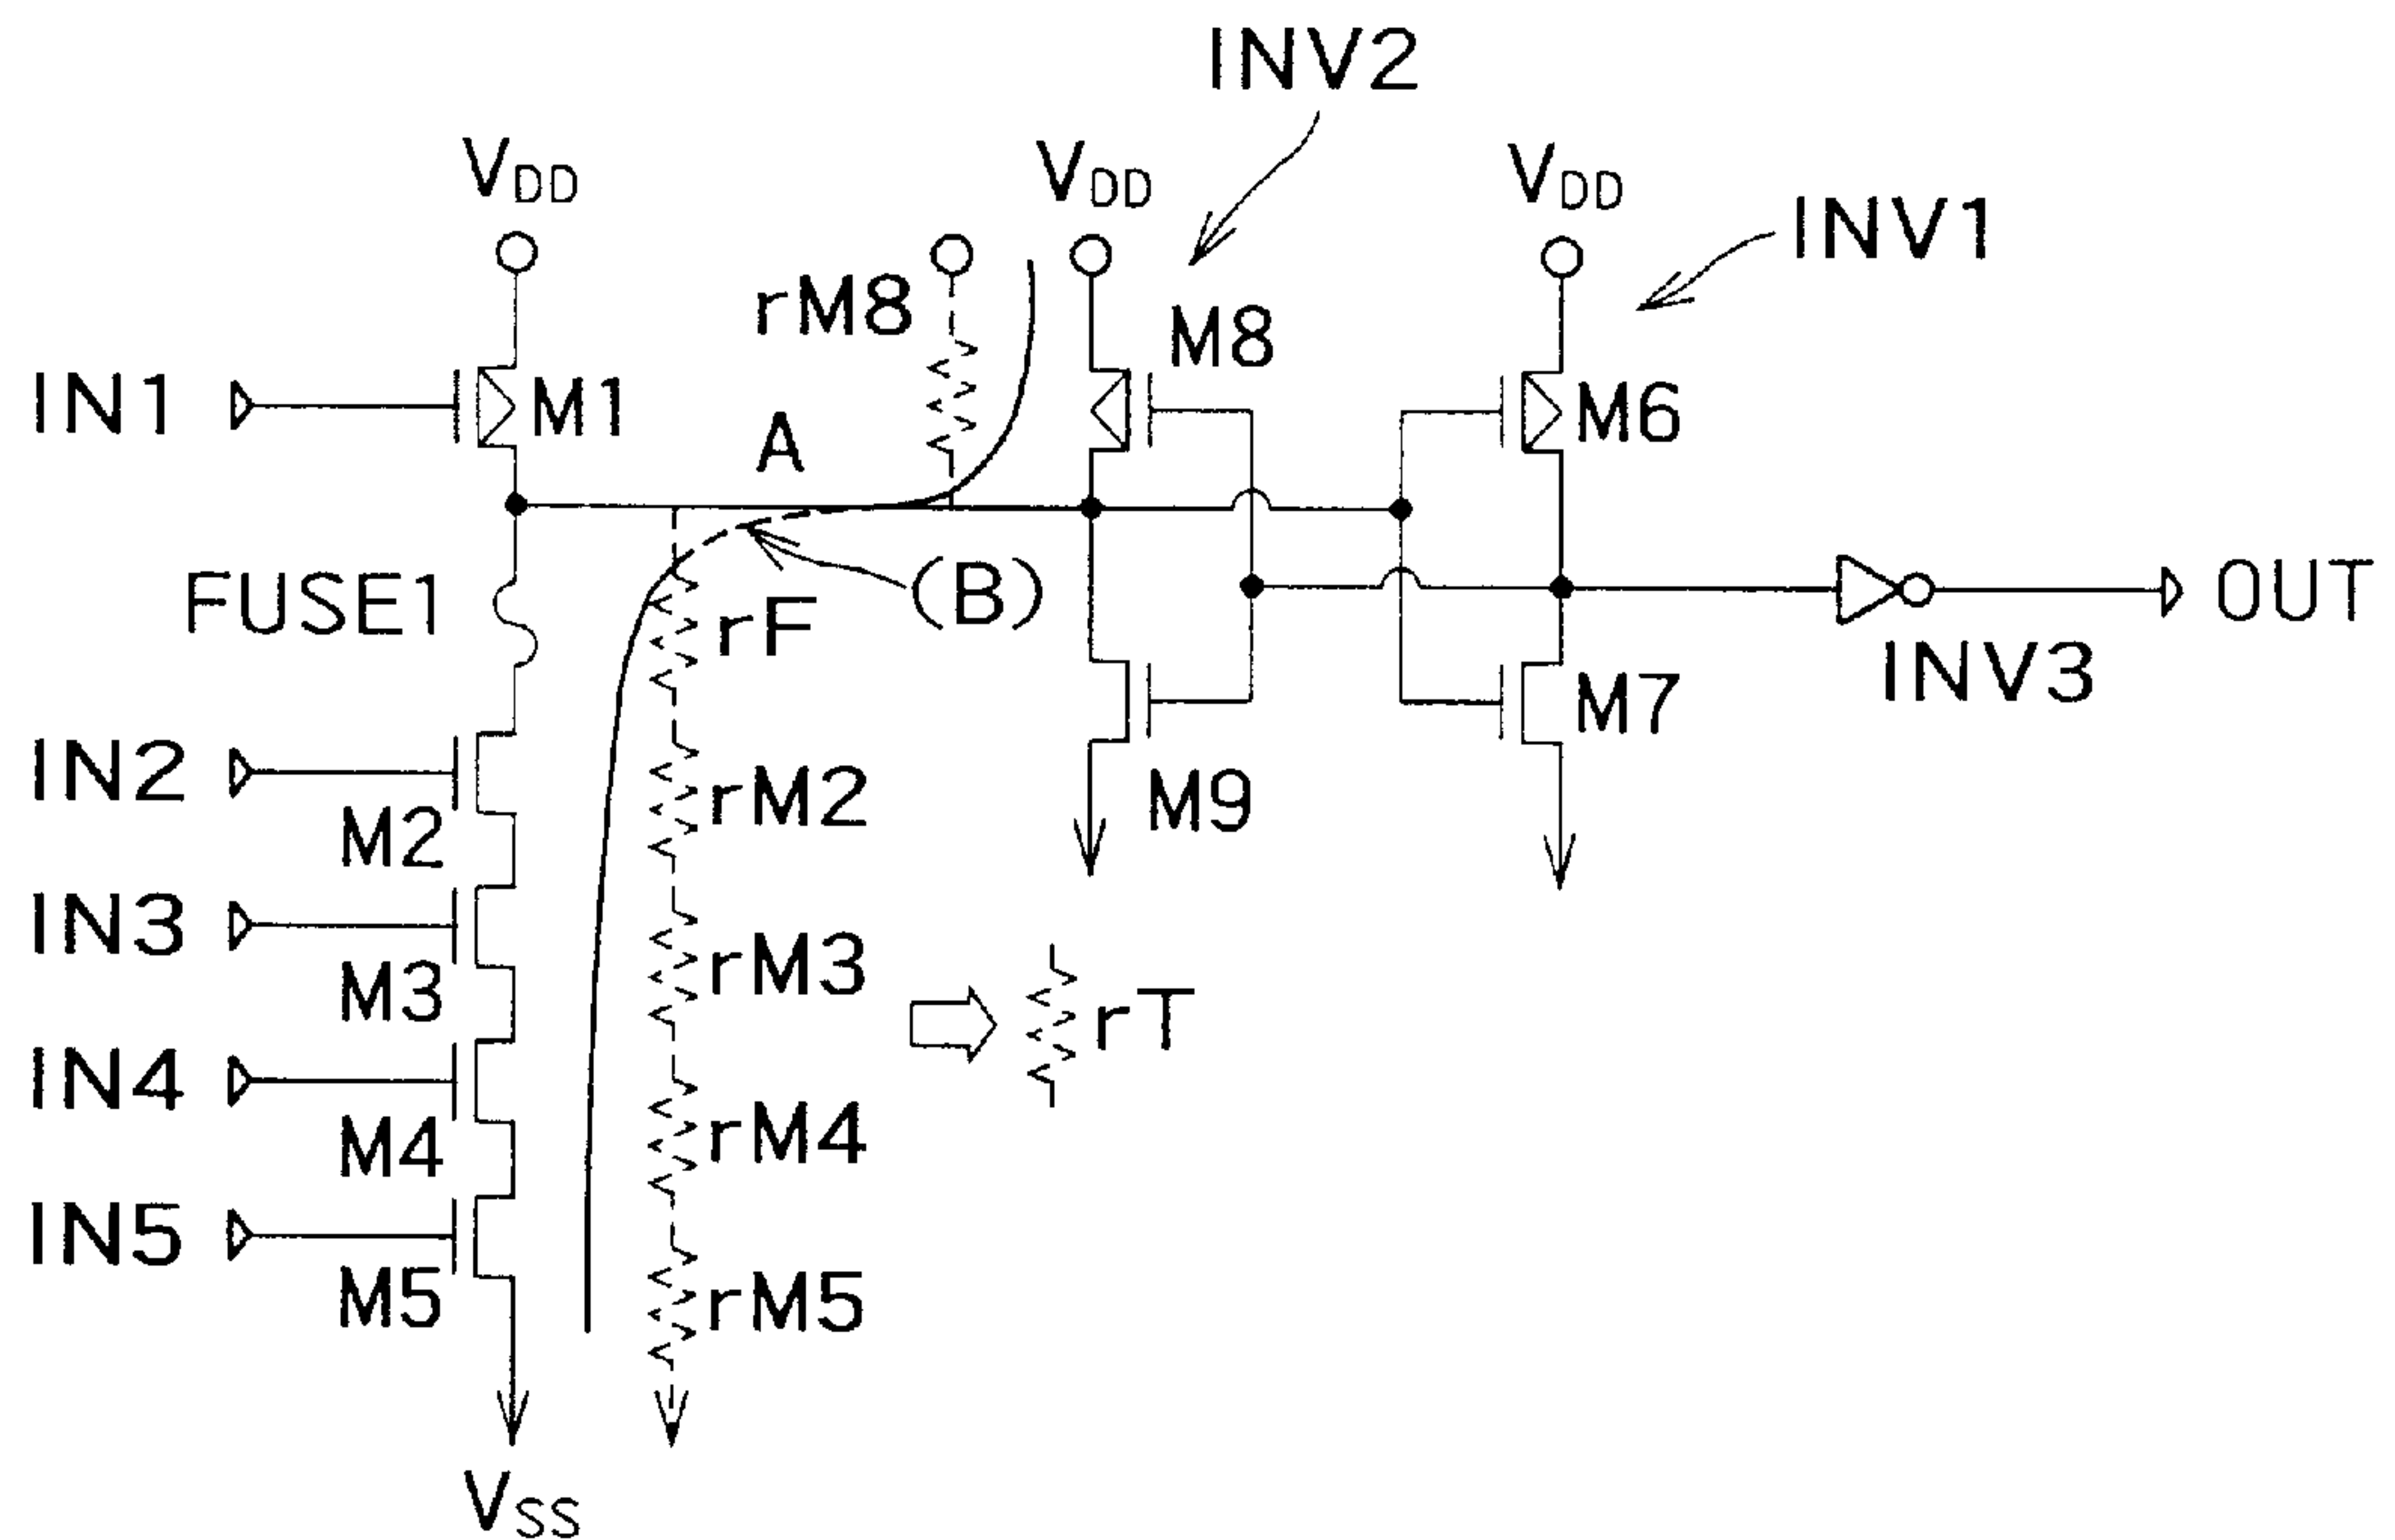 INV2
VDD
VDD
VDD
INV1
rM8
M8
IN1
M1
A
M6
FUSE1
rF
(B)
OUT
INV3
M7
IN2
M2
rM2
M9
IN3
M3
rM3
rT
IN4
M4
rM4
IN5
M5
rM5
VSS